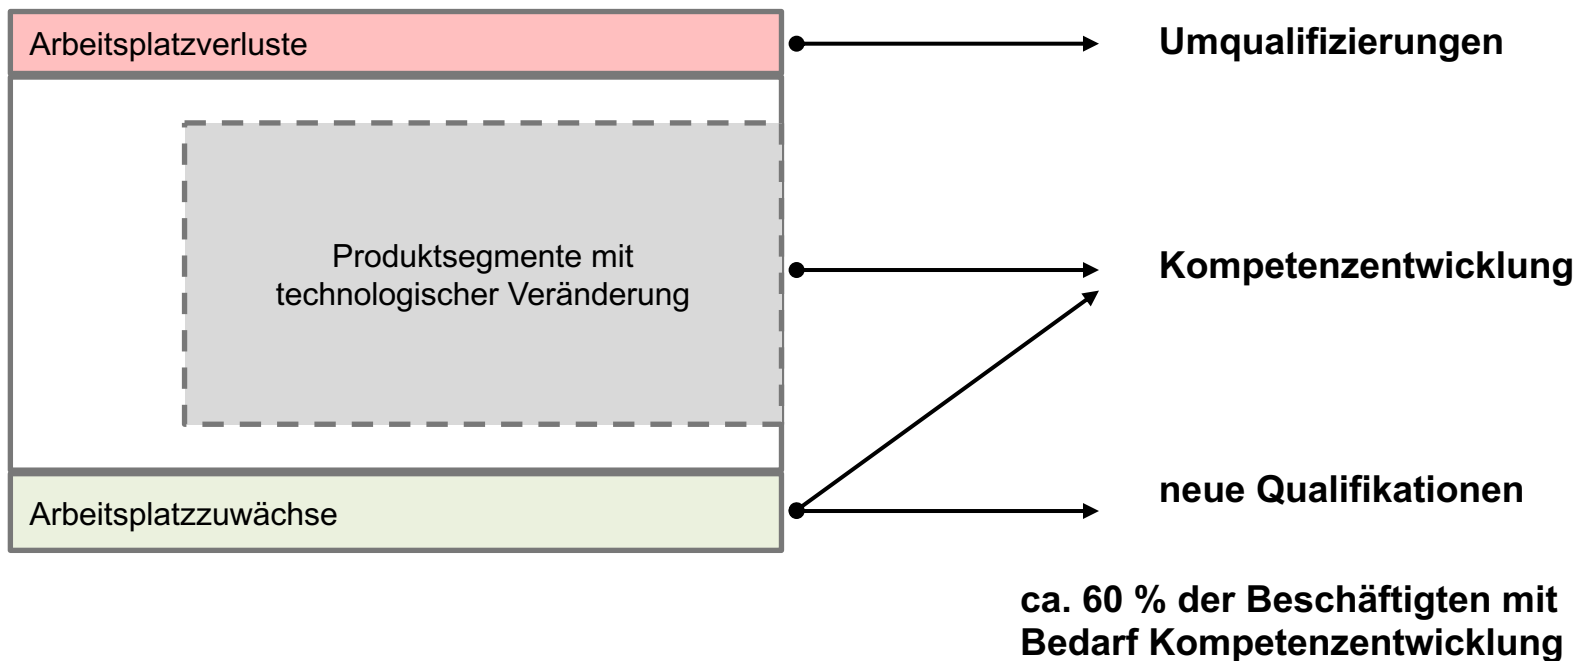 Arbeitsplatzverluste
Umqualifizierungen
Produktsegmente mit
technologischer Veränderung
Kompetenzentwicklung
Arbeitsplatzzuwächse
neue Qualifikationen
ca. 60 % der Beschäftigten mit
Bedarf Kompetenzentwicklung